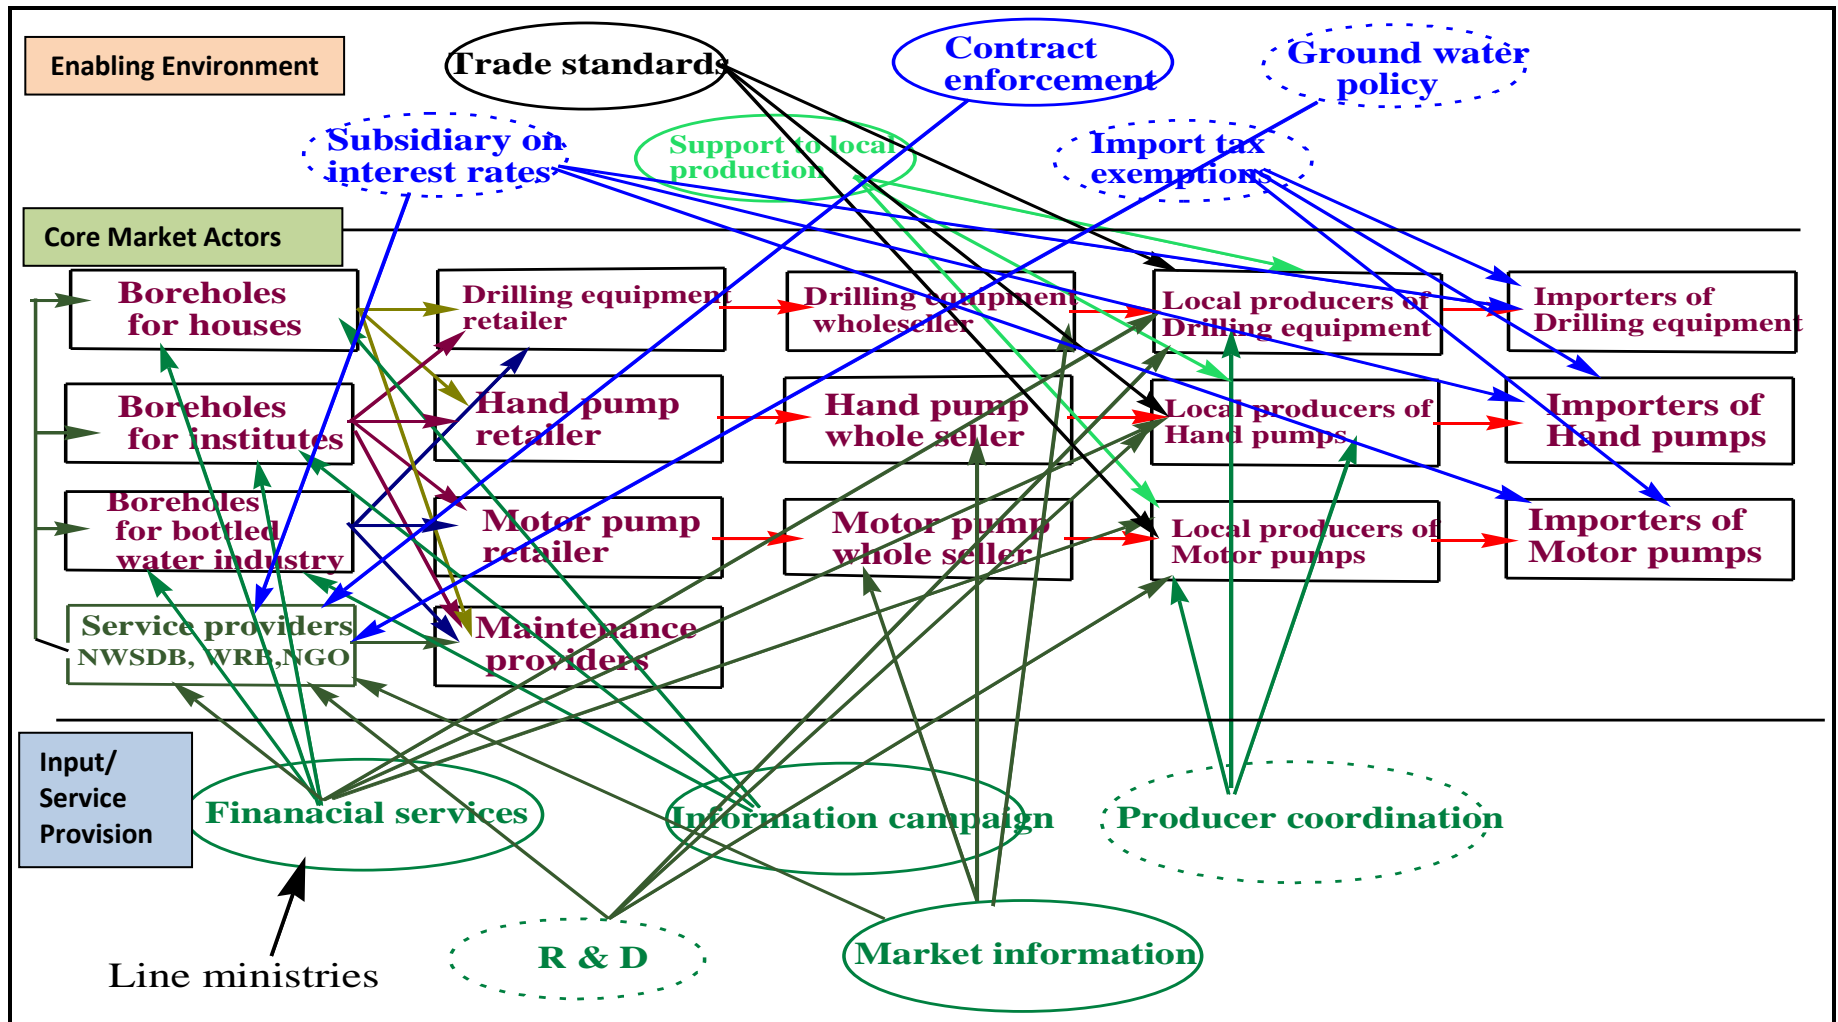 Enabling Environment
Trade standards
Contract
enforcement
Ground water
policy
Subsidiary on
interest rates
Support to local
production
Import tax
exemptions
Core Market Actors
Boreholes
for houses
Drilling equipment
retailer
Drilling equipment
wholeseller
Local producers of
Drilling equipment
Importers of
Drilling equipment
Boreholes
for institutes
Hand pump
retailer
Hand pump
whole seller
Local producers of
Hand pumps
Importers of
Hand pumps
Boreholes
for bottled
water industry
Motor pump
retailer
Motor pump
whole seller
Local producers of
Motor pumps
Importers of
Motor pumps
Service providers
NWSDB, WRB,NGO
Maintenance
providers
Input/
Service
Provision
Finanacial services
Information campaign
Producer coordination
Line ministries
R & D
Market information